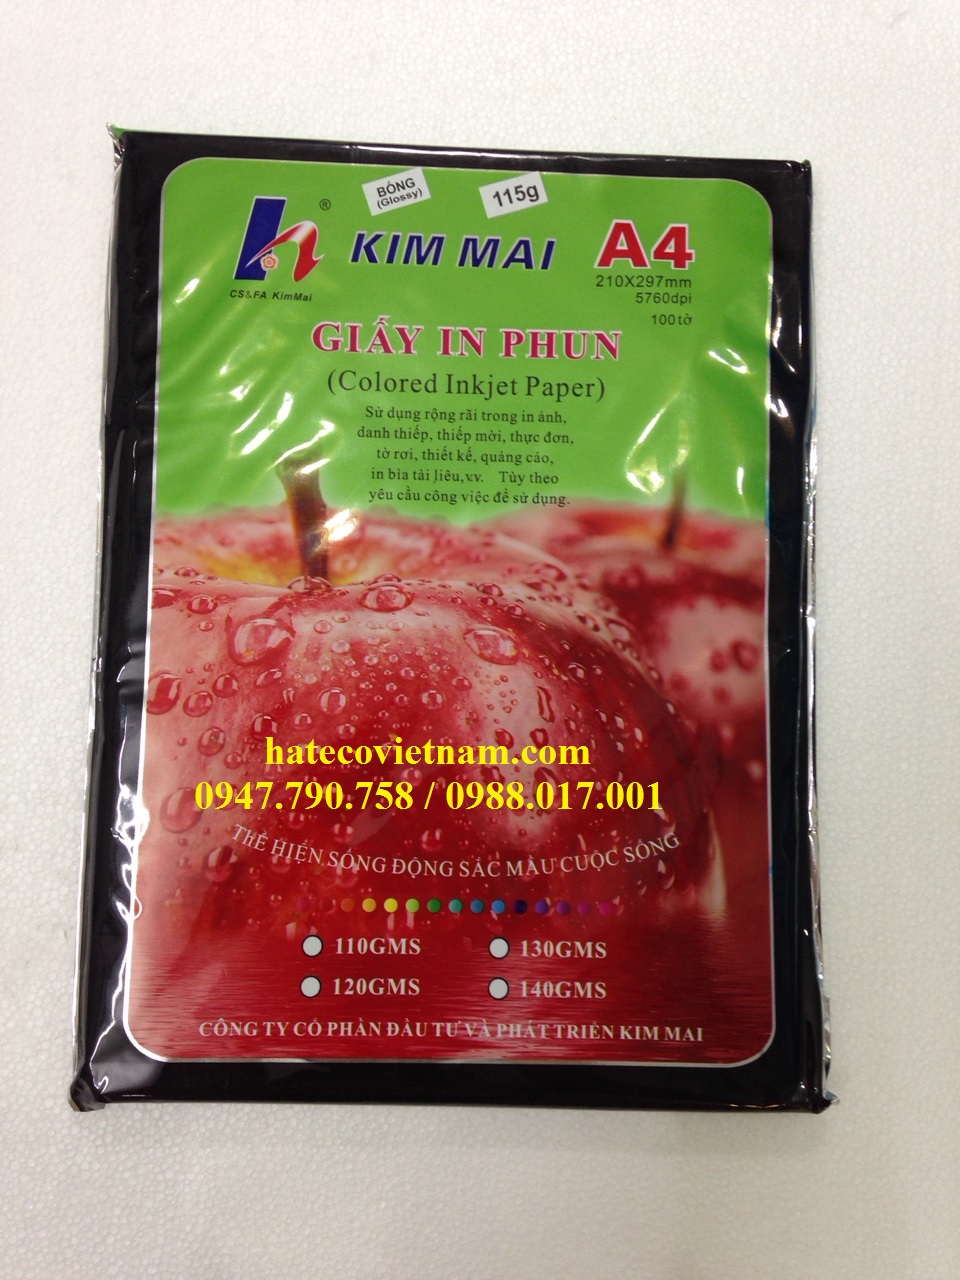 BÓNG
(Glossy)
115g
®
KIM MAI
A4
CS&FA KimMai
210X297mm
5760dpi
100 tờ
GIẤY IN PHUN
(Colored Inkjet Paper)
Sử dụng rộng rãi trong in ảnh,
danh thiếp, thiếp mời, thực đơn,
tờ rơi, thiết kế, quảng cáo,
in bìa tài liêu,v.v. Tùy theo
yêu cầu công việc để sử dụng.
hatecovietnam.com
0947.790.758 / 0988.017.001
THỂ HIỆN SỐNG ĐỘNG SẮC MÀU CUỘC SỐNG
110GMS
130GMS
120GMS
140GMS
CÔNG TY CỔ PHẦN ĐẦU TƯ VÀ PHÁT TRIỂN KIM MAI